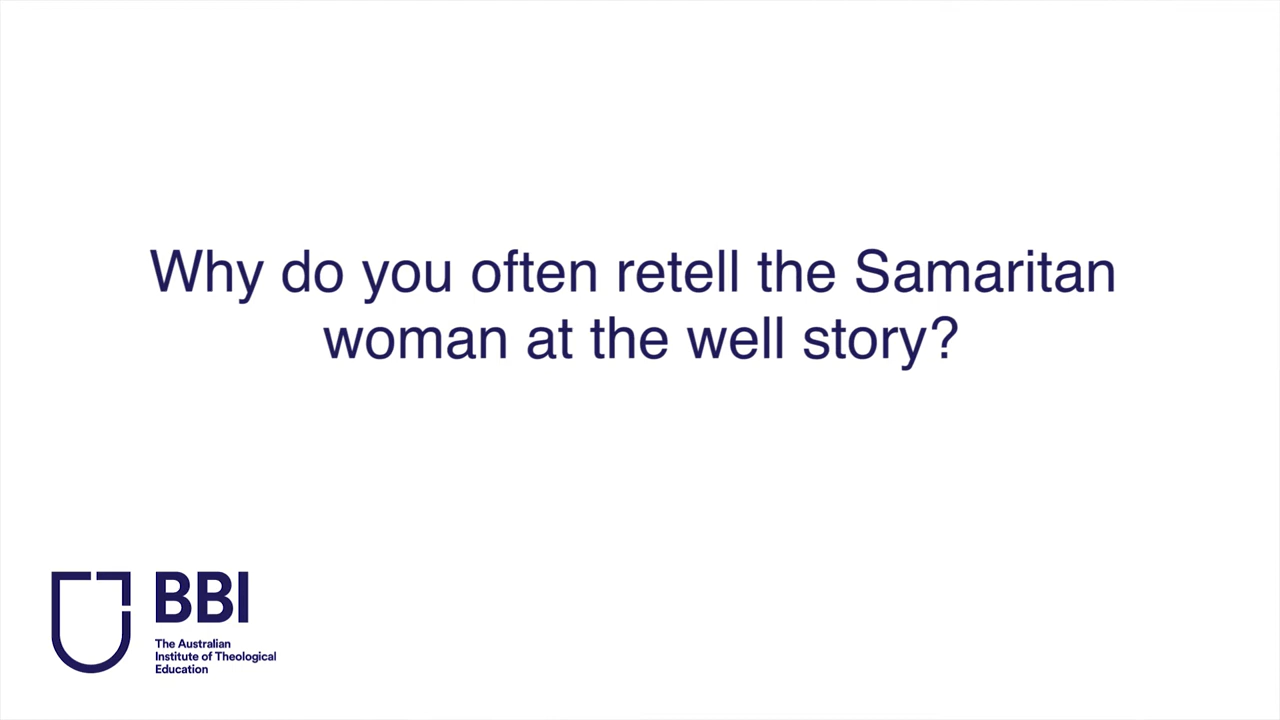 Why do you often retell the Samaritan
woman at the well story?
BBI
The Australian
Institute of Theological
Education